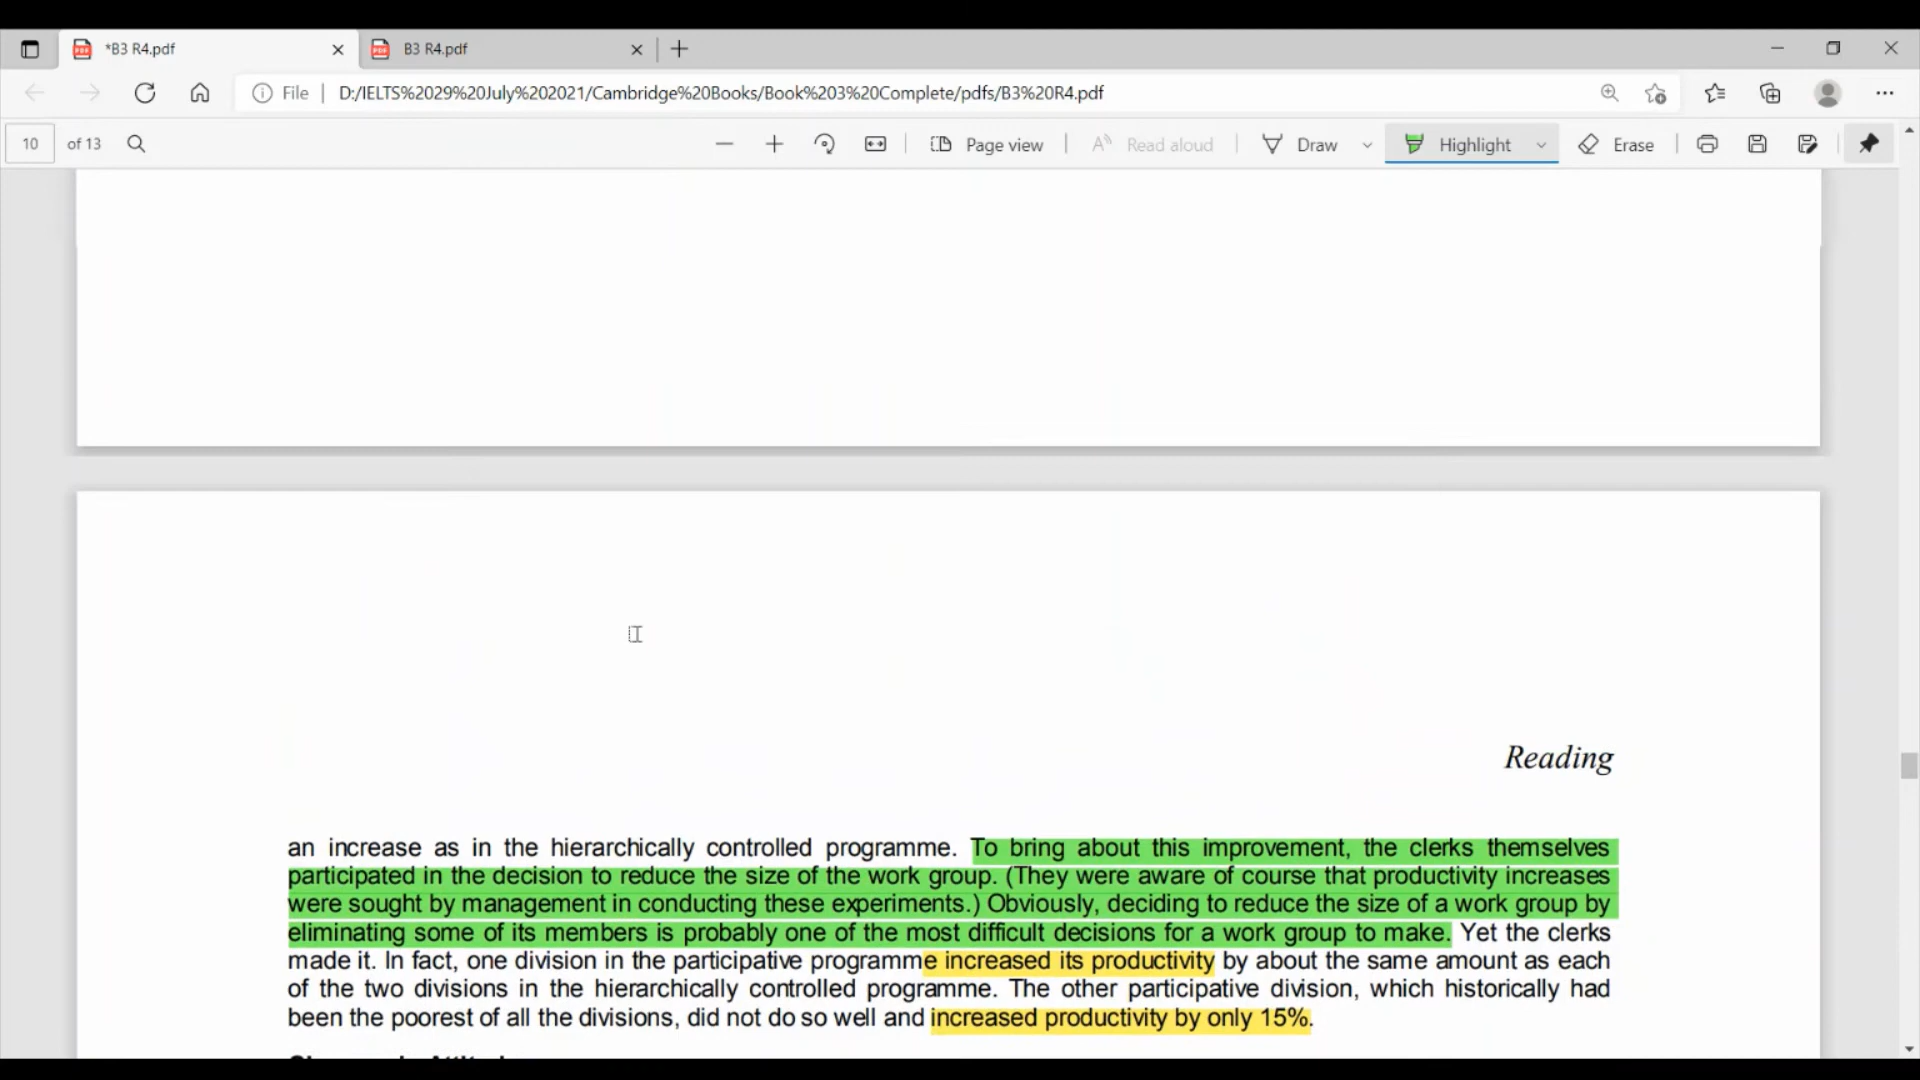 *B3 R4.pdf
B3 R4.pdf
File
D:/IELTS%2029%20July%202021/Cambridge%20Books/Book%203%20Complete/pdfs/B3%20R4.pdf
10 of 13
Page view
Read aloud
Draw
Highlight
Erase
Reading
an increase as in the hierarchically controlled programme. To bring about this improvement, the clerks themselves
participated in the decision to reduce the size of the work group. (They were aware of course that productivity increases
were sought by management in conducting these experiments.) Obviously, deciding to reduce the size of a work group by
eliminating some of its members is probably one of the most difficult decisions for a work group to make. Yet the clerks
made it. In fact, one division in the participative programme increased its productivity by about the same amount as each
of the two divisions in the hierarchically controlled programme. The other participative division, which historically had
been the poorest of all the divisions, did not do so well and increased productivity by only 15%.